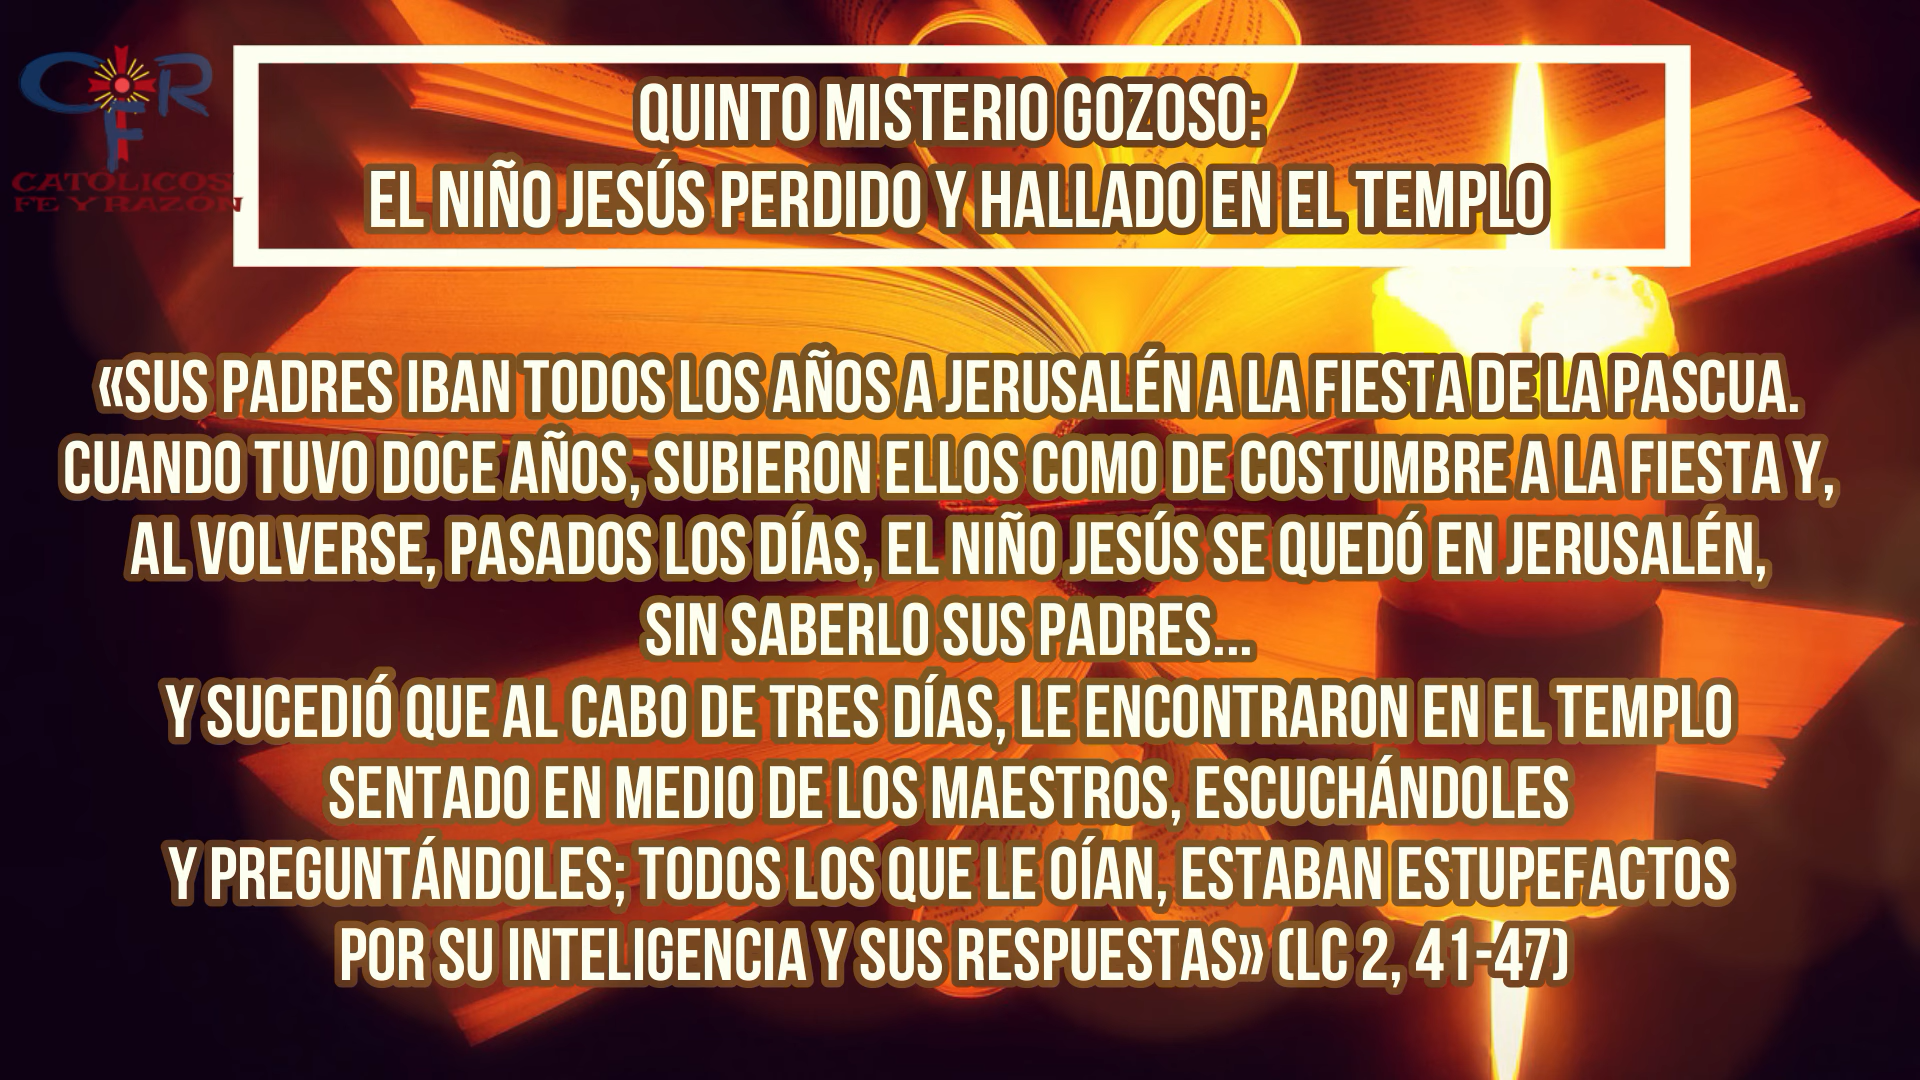 CFR
CATOLICOS
FE Y RAZON
QUINTO MISTERIO GOZOSO:
EL NIÑO JESÚS PERDIDO Y HALLADO EN EL TEMPLO
«SUS PADRES IBAN TODOS LOS AÑOS A JERUSALÉN A LA FIESTA DE LA PASCUA.
CUANDO TUVO DOCE AÑOS, SUBIERON ELLOS COMO DE COSTUMBRE A LA FIESTA Y,
AL VOLVERSE, PASADOS LOS DÍAS, EL NIÑO JESÚS SE QUEDÓ EN JERUSALÉN,
SIN SABERLO SUS PADRES...
Y SUCEDIÓ QUE AL CABO DE TRES DÍAS, LE ENCONTRARON EN EL TEMPLO
SENTADO EN MEDIO DE LOS MAESTROS, ESCUCHÁNDOLES
Y PREGUNTÁNDOLES; TODOS LOS QUE LE OÍAN, ESTABAN ESTUPEFACTOS
POR SU INTELIGENCIA Y SUS RESPUESTAS» (LC 2, 41-47)